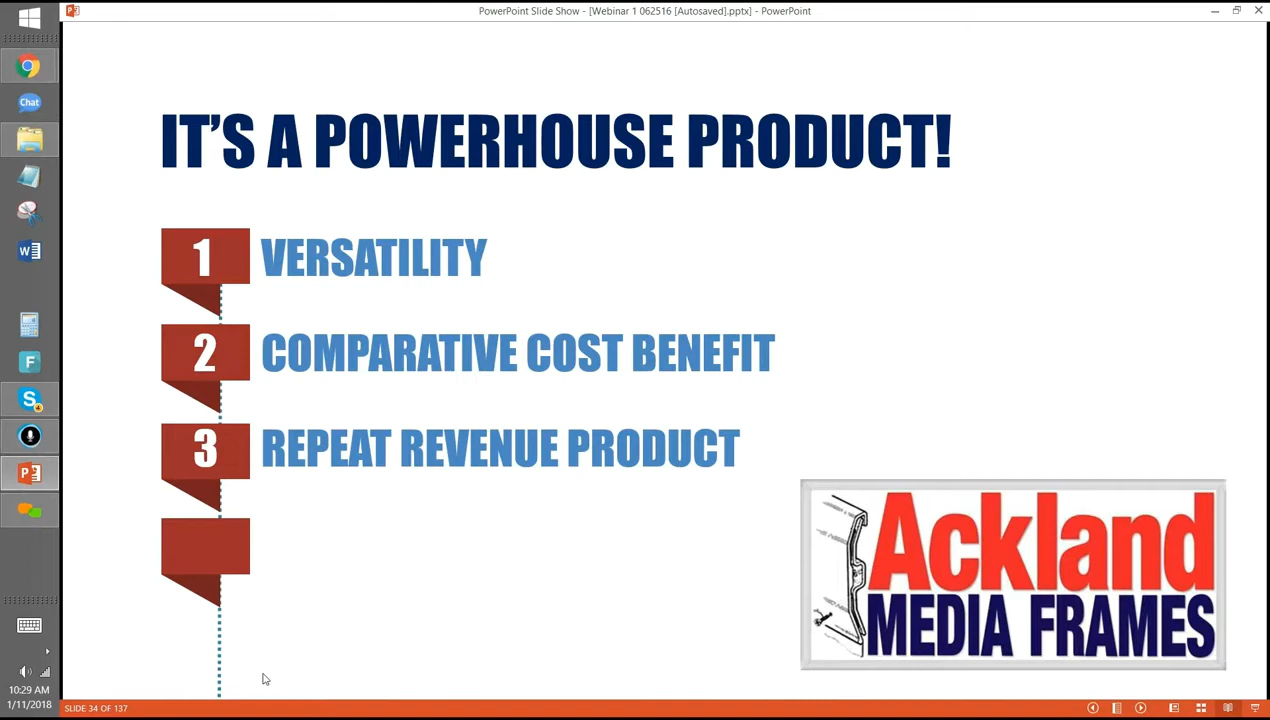 PowerPoint Slide Show - [Webinar 1 062516 [Autosaved].pptx] - PowerPoint
Chat
IT'S A POWERHOUSE PRODUCT!
1 VERSATILITY
2 COMPARATIVE COST BENEFIT
3 REPEAT REVENUE PRODUCT
Ackland
MEDIA FRAMES
10:29 AM
1/11/2018
SLIDE 34 OF 137